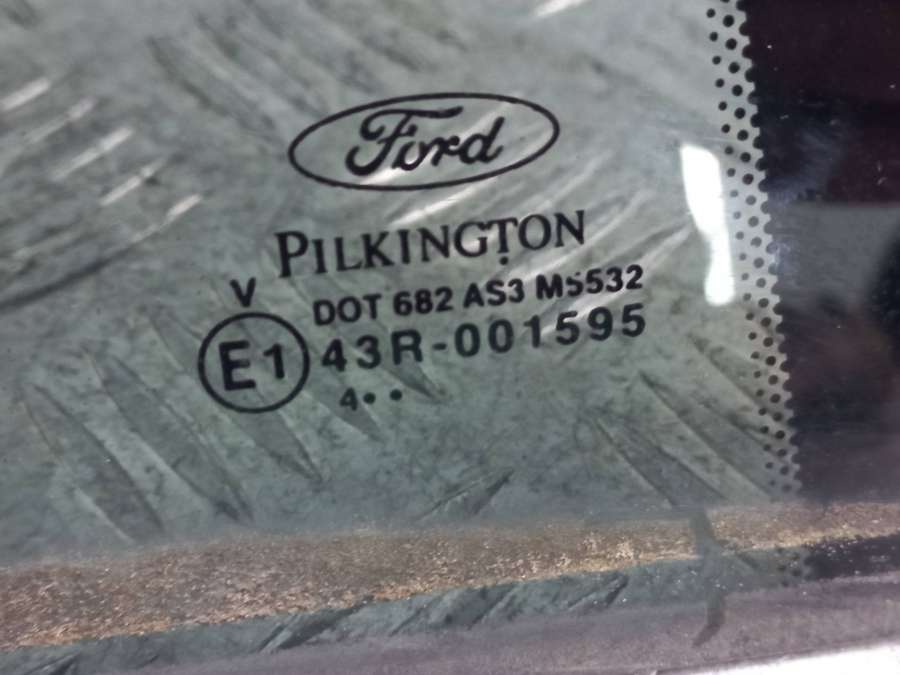 Ford
PILKINGTON
V
DOT 682 AS3 M5532
E1 43R-001595
4••